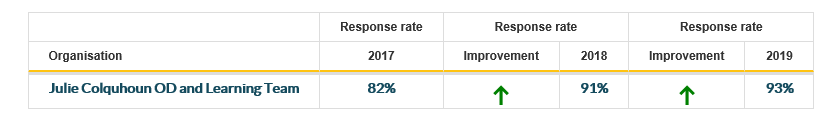 Response rate Response rate Response rate
Organisation 2017 Improvement 2018 Improvement 2019
Julie Colquhoun OD and Learning Team 82% 91% 93%